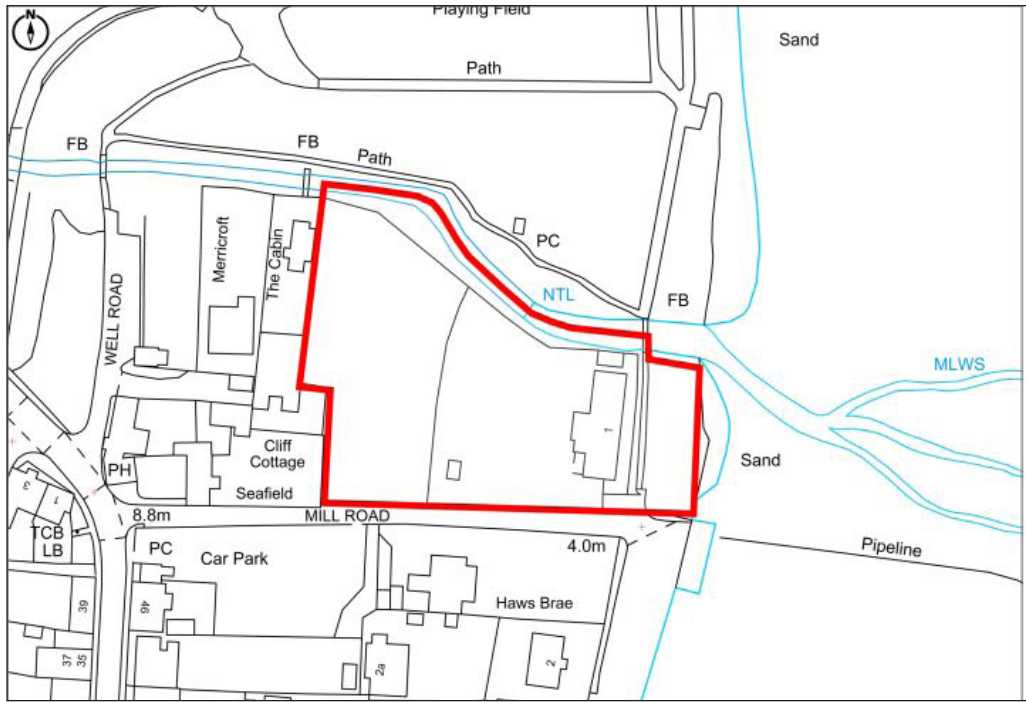 N
Playing Field
Sand
Path
FB
FB
Path
Merricroft
The Cabin
PC
WELL ROAD
NTL
FB
MLWS
1
Cliff
Cottage
Sand
PH
Seafield
3
1
8.8m
MILL ROAD
TCB
LB
PC
Car Park
4.0m
Pipeline
39
46
Haws Brae
37
35
2a
2